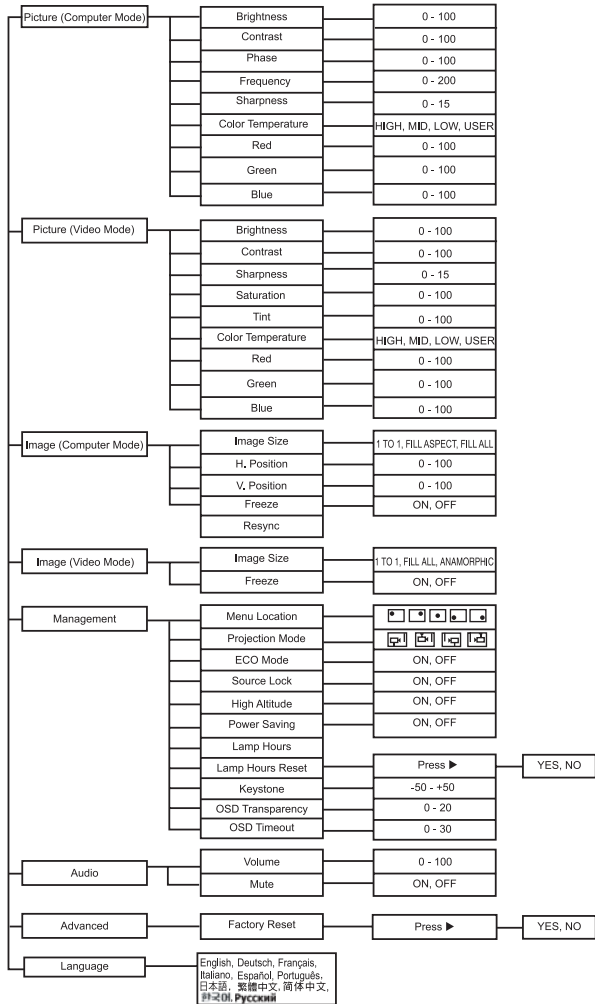 Picture (Computer Mode)
Brightness 0 - 100
Contrast 0 - 100
Phase 0 - 100
Frequency 0 - 200
Sharpness 0 - 15
Color Temperature HIGH, MID, LOW, USER
Red 0 - 100
Green 0 - 100
Blue 0 - 100
Picture (Video Mode)
Brightness 0 - 100
Contrast 0 - 100
Sharpness 0 - 15
Saturation 0 - 100
Tint 0 - 100
Color Temperature HIGH, MID, LOW, USER
Red 0 - 100
Green 0 - 100
Blue 0 - 100
Image (Computer Mode)
Image Size 1 TO 1, FILL ASPECT, FILL ALL
H. Position 0 - 100
V. Position 0 - 100
Freeze ON, OFF
Resync
Image (Video Mode)
Image Size 1 TO 1, FILL ALL, ANAMORPHIC
Freeze ON, OFF
Management
Menu Location
Projection Mode
ECO Mode ON, OFF
Source Lock ON, OFF
High Altitude ON, OFF
Power Saving ON, OFF
Lamp Hours
Lamp Hours Reset Press ▶ YES, NO
Keystone -50 - +50
OSD Transparency 0 - 20
OSD Timeout 0 - 30
Audio
Volume 0 - 100
Mute ON, OFF
Advanced
Factory Reset Press ▶ YES, NO
Language
English, Deutsch, Français,
Italiano, Español, Português,
日本語, 繁體中文, 简体中文,
한국어, Русский